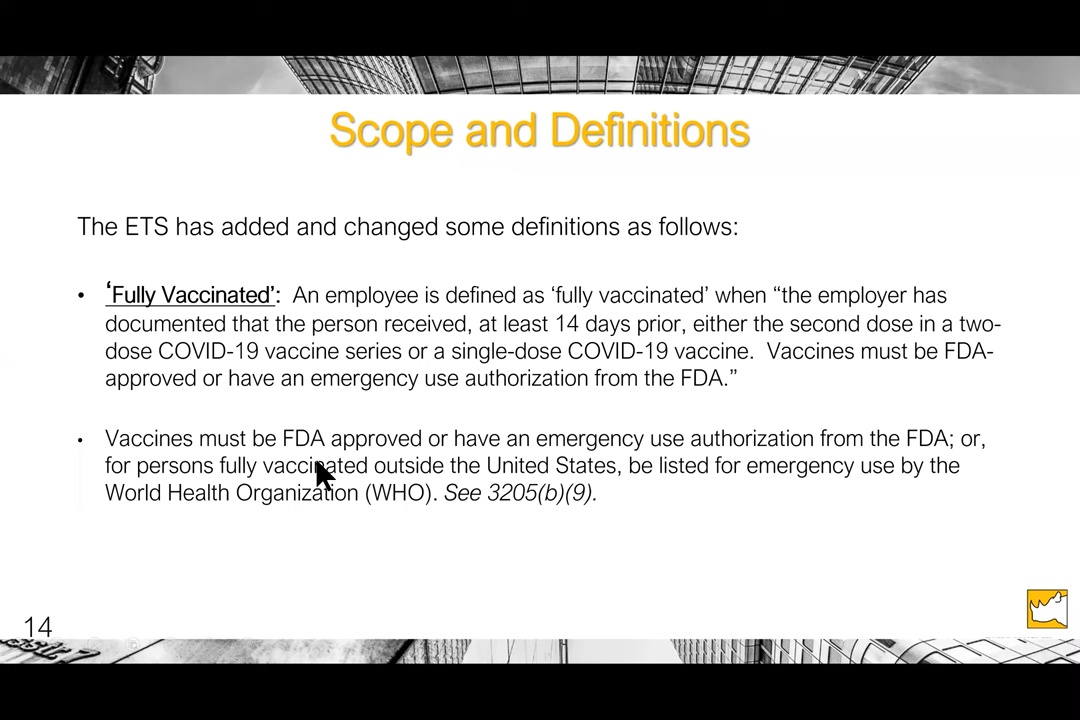 Scope and Definitions
The ETS has added and changed some definitions as follows:
• ‘Fully Vaccinated’: An employee is defined as ‘fully vaccinated’ when “the employer has
documented that the person received, at least 14 days prior, either the second dose in a two-
dose COVID-19 vaccine series or a single-dose COVID-19 vaccine. Vaccines must be FDA-
approved or have an emergency use authorization from the FDA.”
• Vaccines must be FDA approved or have an emergency use authorization from the FDA; or,
for persons fully vaccinated outside the United States, be listed for emergency use by the
World Health Organization (WHO). See 3205(b)(9).
14